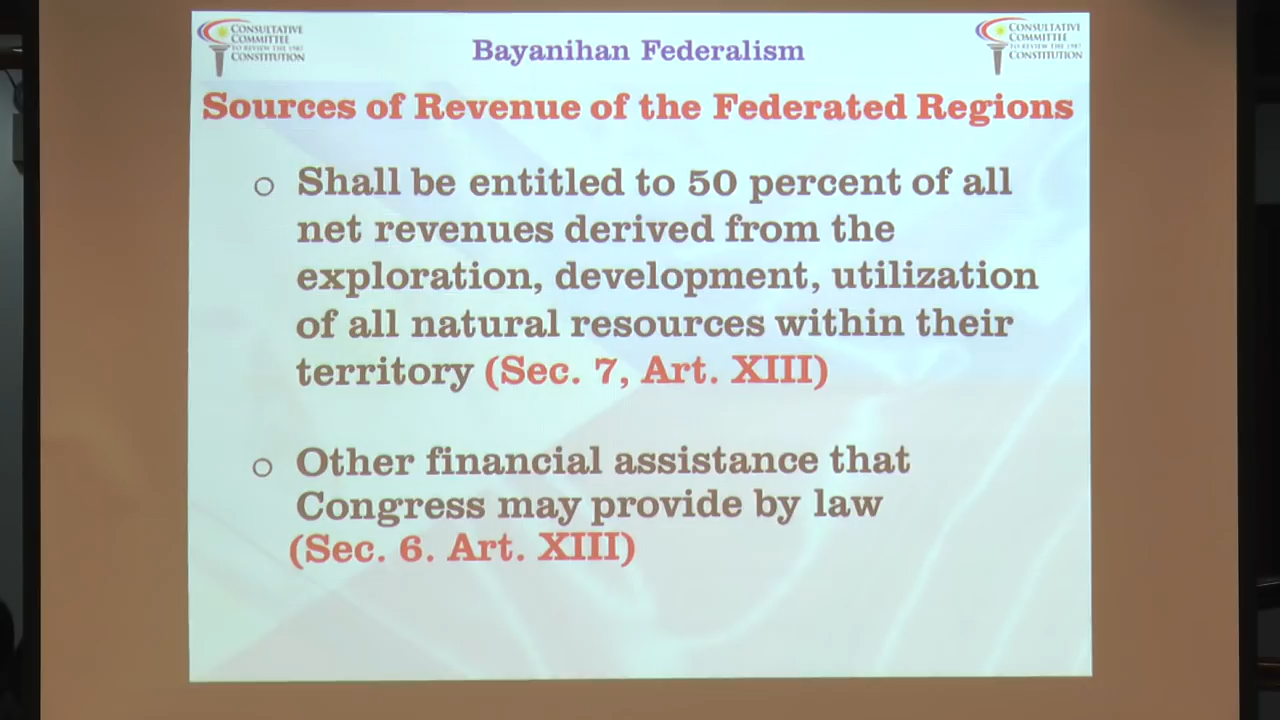 CONSULTATIVE
COMMITTEE
TO REVIEW THE 1987
CONSTITUTION
Bayanihan Federalism
CONSULTATIVE
COMMITTEE
TO REVIEW THE 1987
CONSTITUTION
Sources of Revenue of the Federated Regions
Shall be entitled to 50 percent of all
net revenues derived from the
exploration, development, utilization
of all natural resources within their
territory (Sec. 7, Art. XIII)
Other financial assistance that
Congress may provide by law
(Sec. 6. Art. XIII)